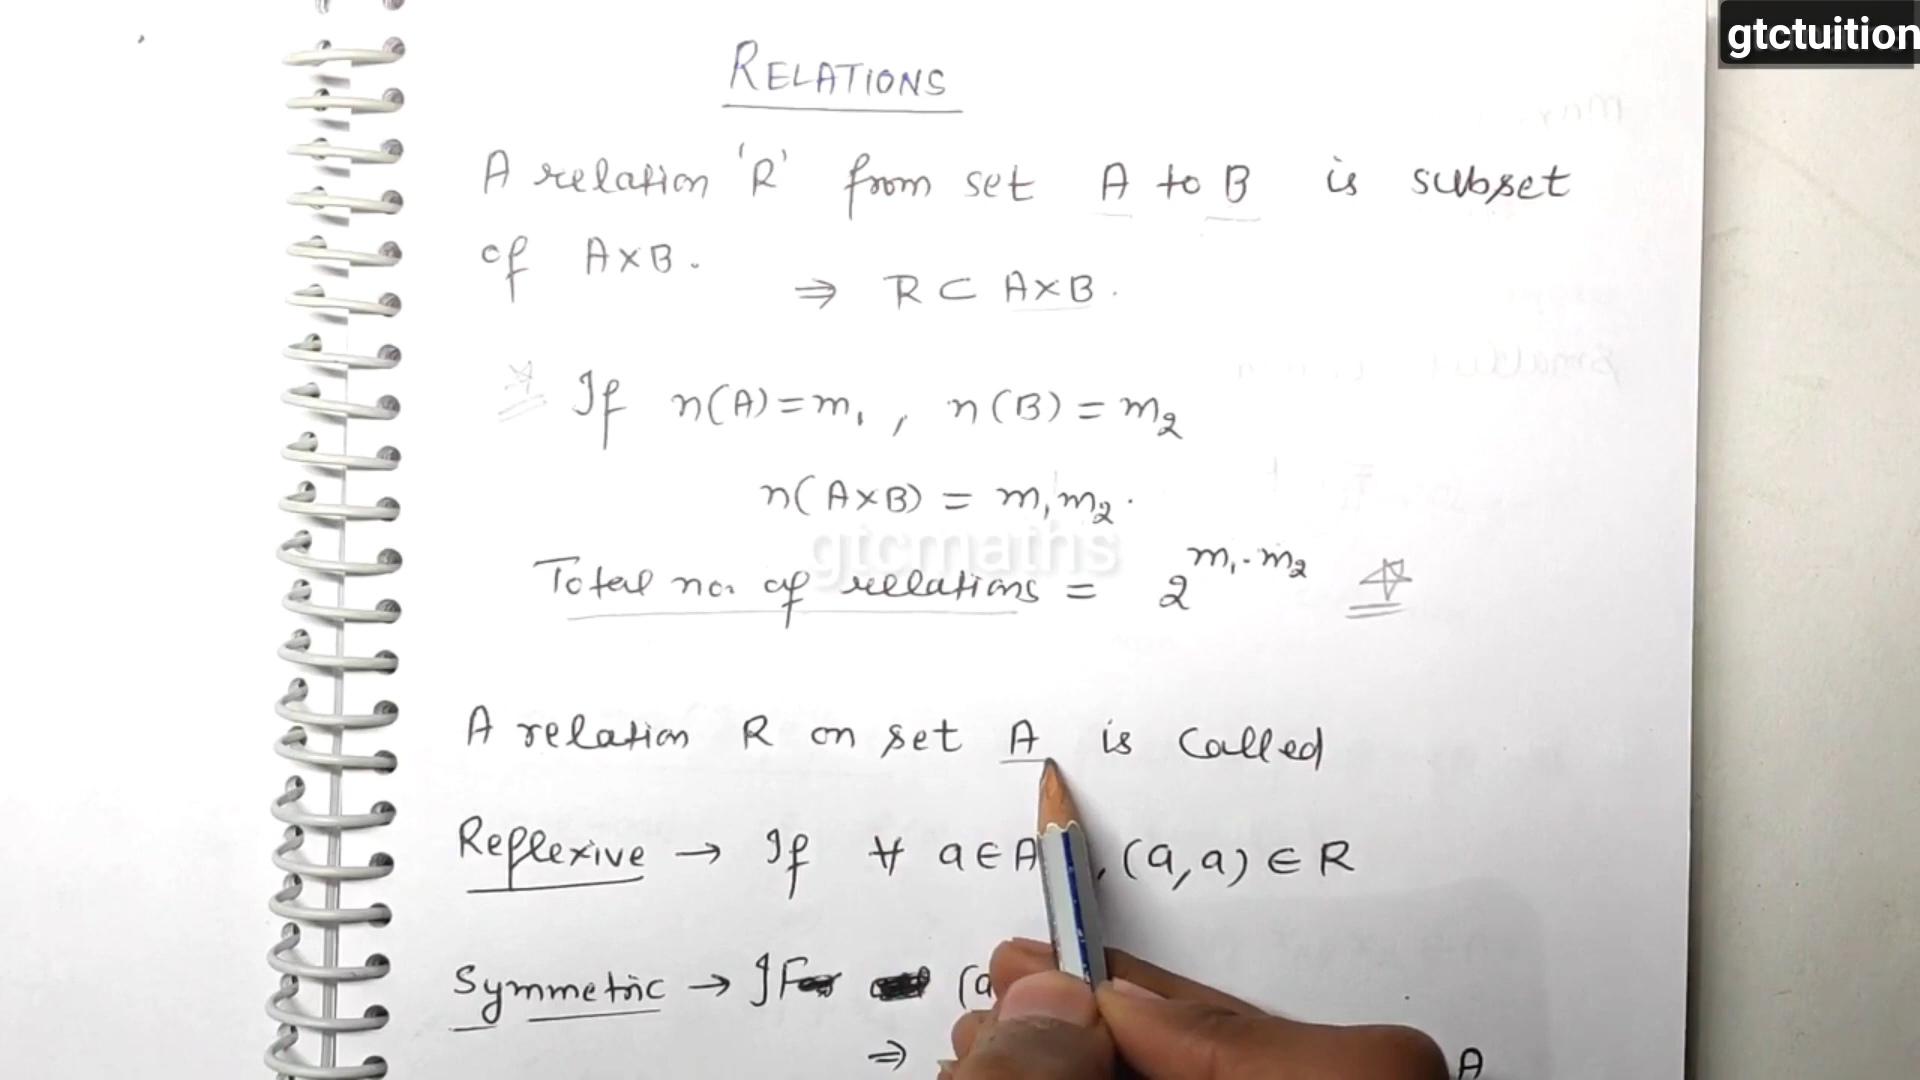 gtctuition
RELATIONS
A relation 'R' from set A to B is subset
of A×B.
⇒ R ⊂ A×B.
If n(A)=m₁, n(B)=m₂
n(A×B) = m₁m₂.
gtcmaths
Total no. of relations = 2^{m₁·m₂}
A relation R on set A is called
Reflexive → If ∀ a∈A, (a,a)∈R
Symmetric → If (a
⇒ A